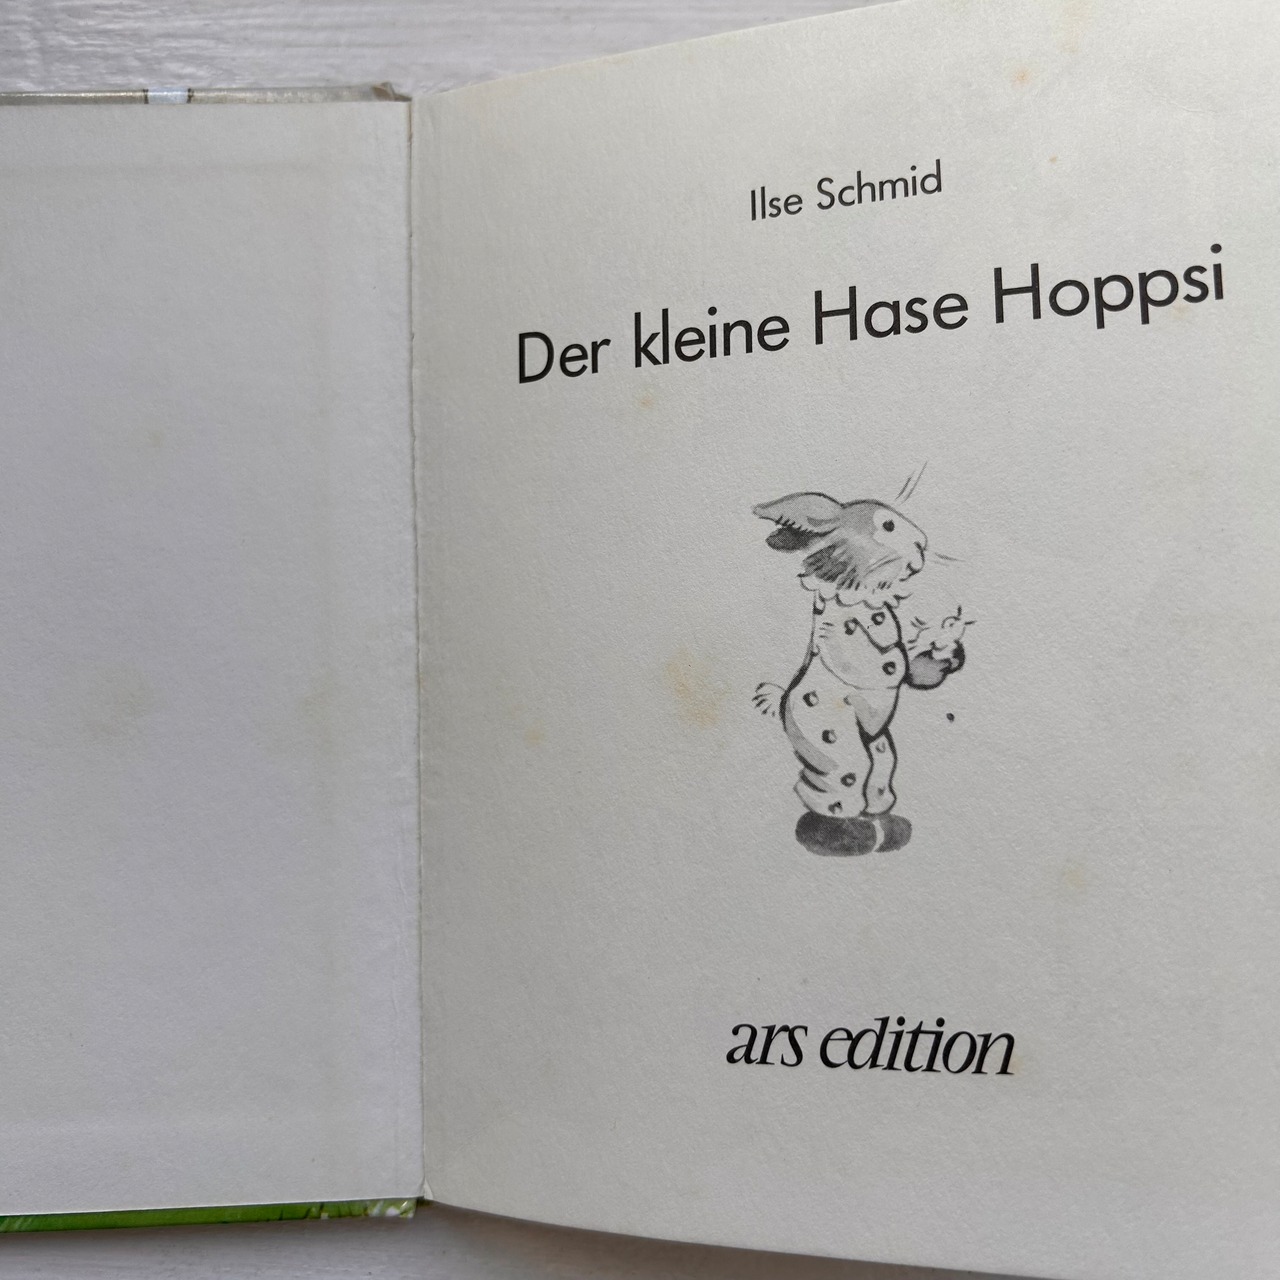 Ilse Schmid
Der kleine Hase Hoppsi
ars edition